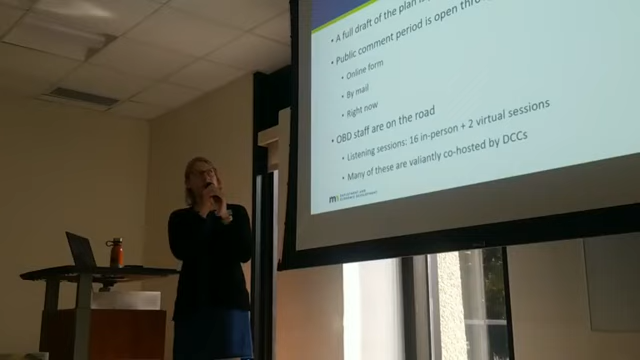 • A full draft of the plan
• Public comment period is open thro
• Online form
• By mail
• Right now
• OBD staff are on the road
• Listening sessions: 16 in-person + 2 virtual sessions
• Many of these are valiantly co-hosted by DCCs